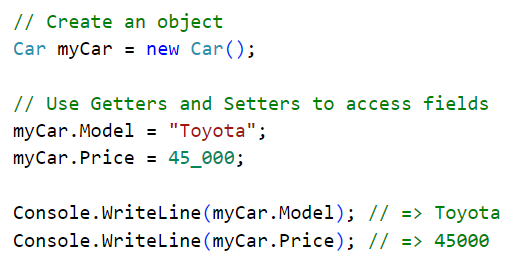 // Create an object
Car myCar = new Car();
// Use Getters and Setters to access fields
myCar.Model = "Toyota";
myCar.Price = 45_000;
Console.WriteLine(myCar.Model); // => Toyota
Console.WriteLine(myCar.Price); // => 45000